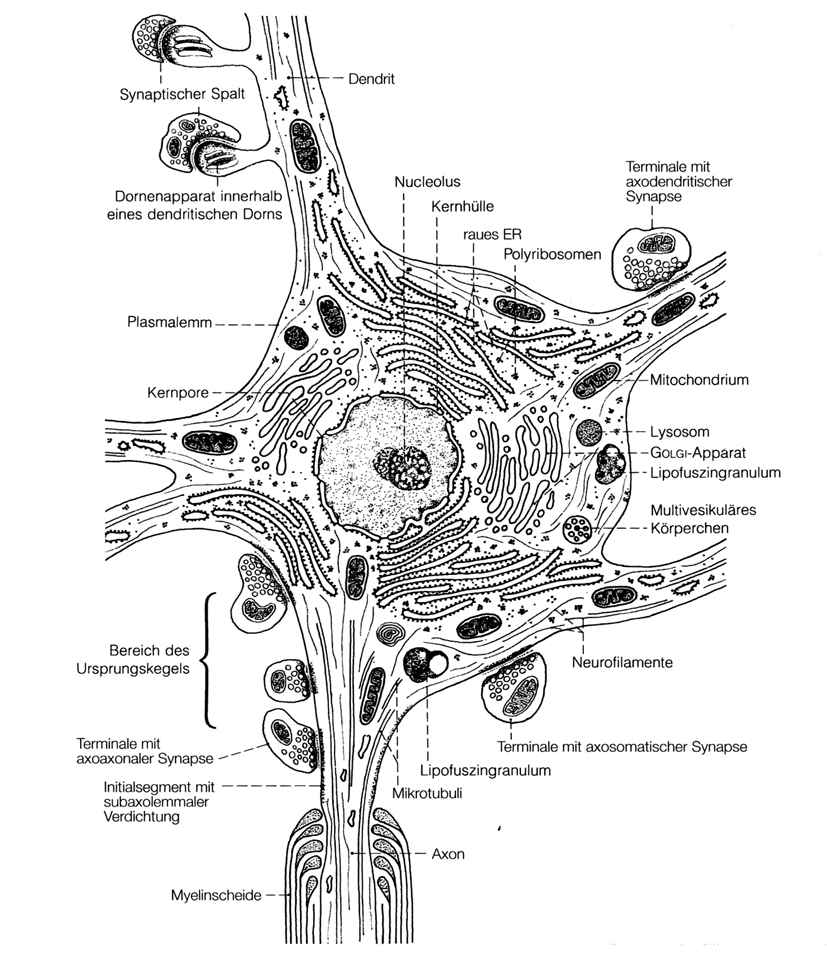 Dendrit
Synaptischer Spalt
Dornenapparat innerhalb
eines dendritischen Dorns
Nucleolus
Kernhülle
raues ER
Polyribosomen
Terminale mit
axodendritischer
Synapse
Plasmalemm
Kernpore
Mitochondrium
Lysosom
GOLGI-Apparat
Lipofuszingranulum
Multivesikuläres
Körperchen
Bereich des
Ursprungskegels
Neurofilamente
Terminale mit
axoaxonaler Synapse
Terminale mit axosomatischer Synapse
Lipofuszingranulum
Mikrotubuli
Initialsegment mit
subaxolemmaler
Verdichtung
Axon
Myelinscheide